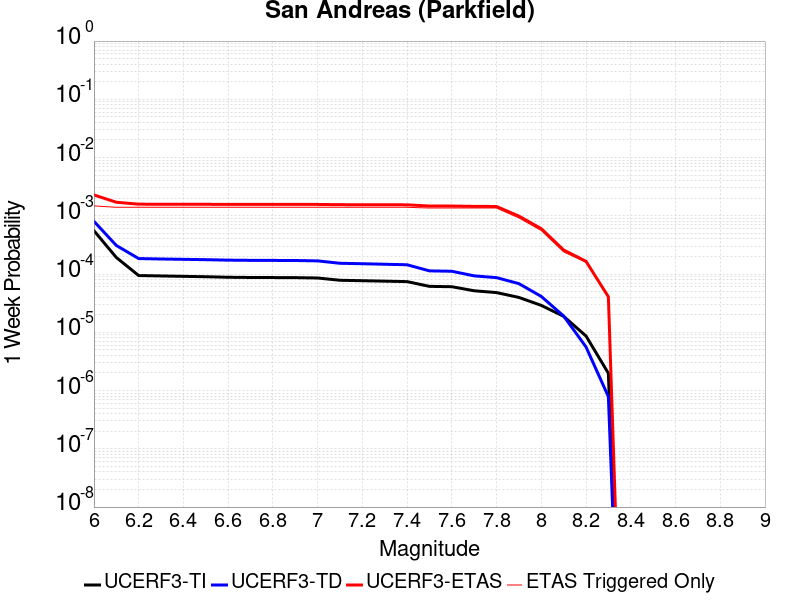 San Andreas (Parkfield)
10^0
10^-1
10^-2
10^-3
10^-4
10^-5
10^-6
10^-7
10^-8
1 Week Probability
6 6.2 6.4 6.6 6.8 7 7.2 7.4 7.6 7.8 8 8.2 8.4 8.6 8.8 9
Magnitude
UCERF3-TI UCERF3-TD UCERF3-ETAS ETAS Triggered Only